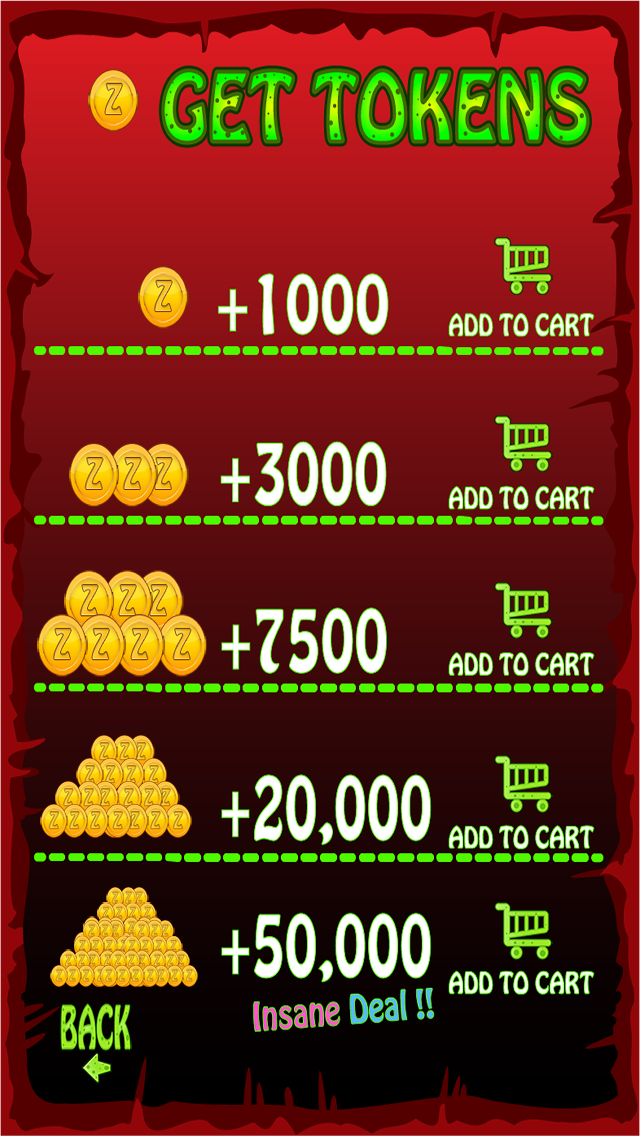 Z GET TOKENS
Z +1000
ADD TO CART
Z Z Z +3000
ADD TO CART
Z Z Z
Z Z Z Z +7500
ADD TO CART
+20,000
ADD TO CART
+50,000
ADD TO CART
Insane Deal !!
BACK